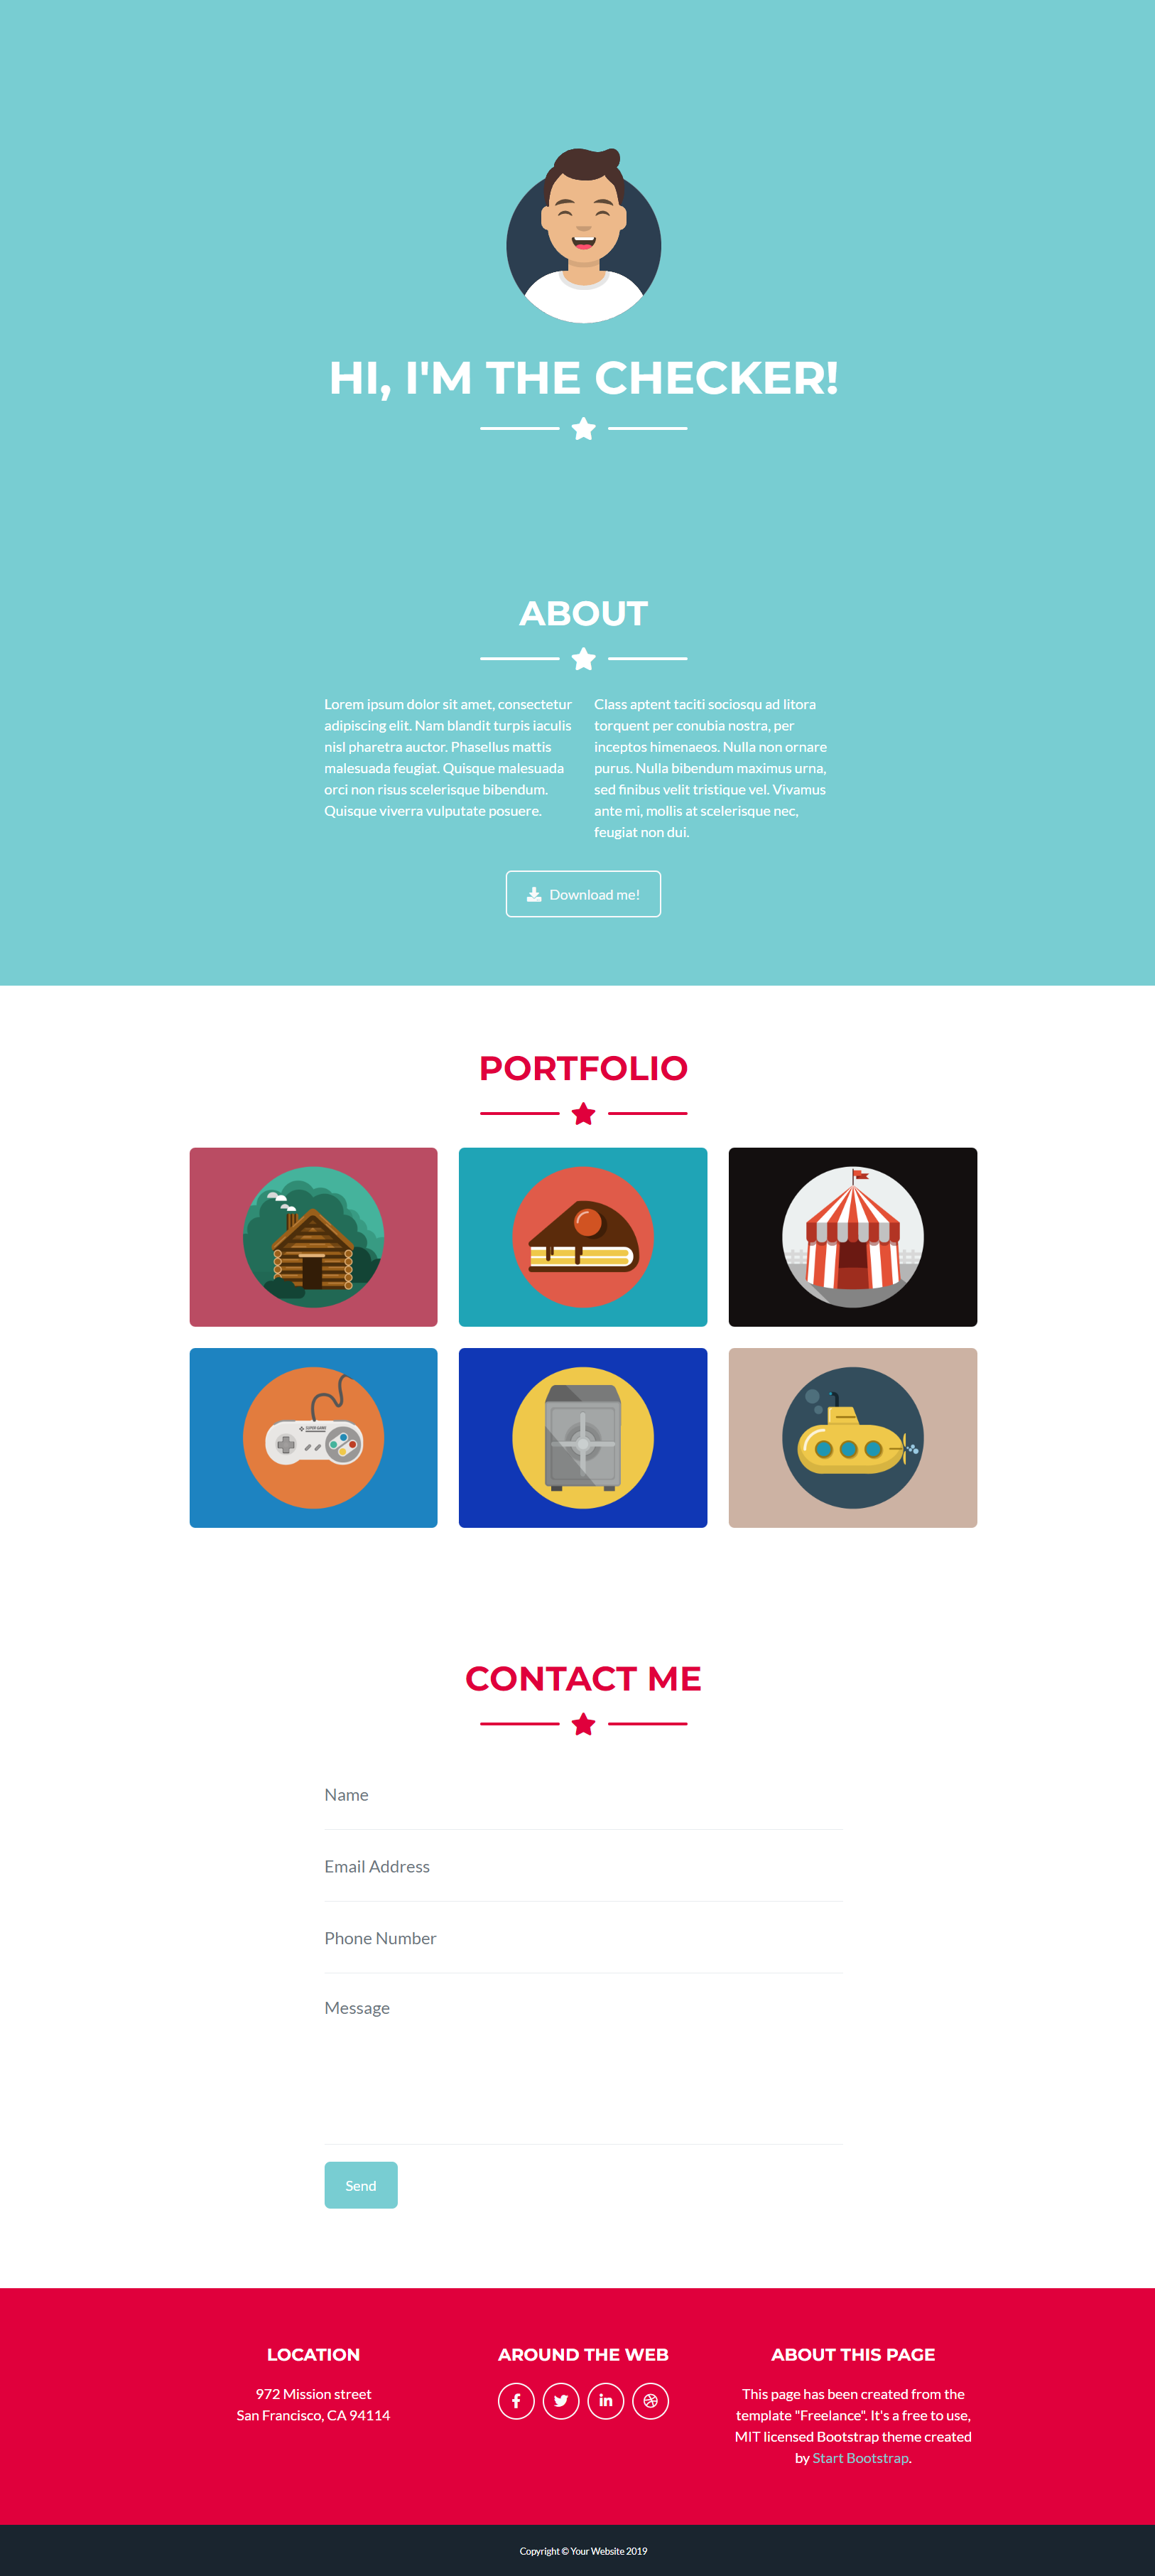 HI, I'M THE CHECKER!
ABOUT
Lorem ipsum dolor sit amet, consectetur
adipiscing elit. Nam blandit turpis iaculis
nisl pharetra auctor. Phasellus mattis
malesuada feugiat. Quisque malesuada
orci non risus scelerisque bibendum.
Quisque viverra vulputate posuere.
Class aptent taciti sociosqu ad litora
torquent per conubia nostra, per
inceptos himenaeos. Nulla non ornare
purus. Nulla bibendum maximus urna,
sed finibus velit tristique vel. Vivamus
ante mi, mollis at scelerisque nec,
feugiat non dui.
Download me!
PORTFOLIO
CONTACT ME
Name
Email Address
Phone Number
Message
Send
LOCATION
972 Mission street
San Francisco, CA 94114
AROUND THE WEB
ABOUT THIS PAGE
This page has been created from the
template "Freelance". It's a free to use,
MIT licensed Bootstrap theme created
by Start Bootstrap.
Copyright © Your Website 2019